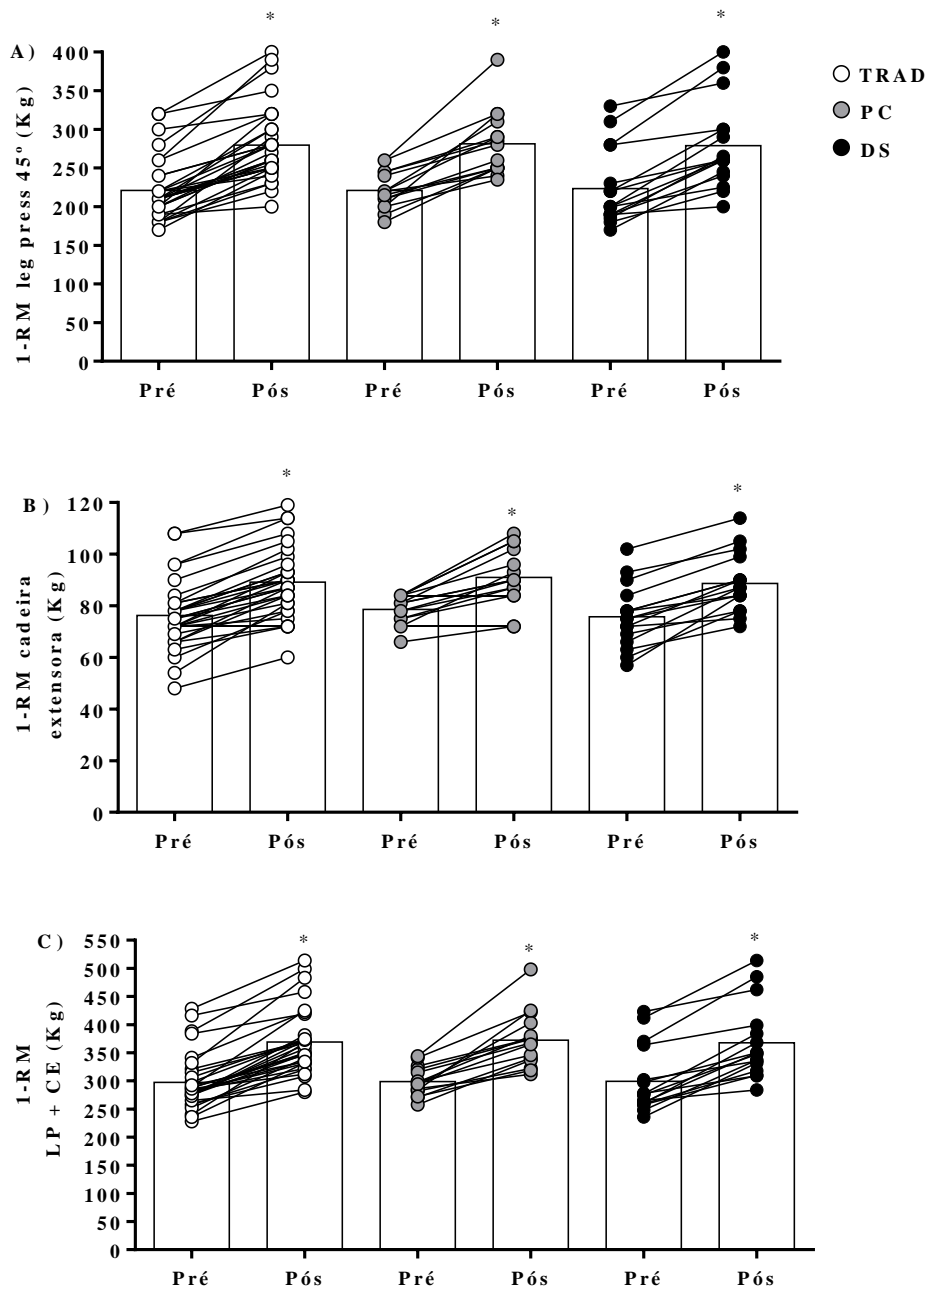 *
*
*
A)
1-RM leg press 45º (Kg)
400
350
300
250
200
150
100
50
0
Pré Pós Pré Pós Pré Pós
TRAD
PC
DS
*
*
*
B)
1-RM cadeira
extensora (Kg)
120
100
80
60
40
20
0
Pré Pós Pré Pós Pré Pós
*
*
*
C)
1-RM
LP + CE (Kg)
550
500
450
400
350
300
250
200
150
100
50
0
Pré Pós Pré Pós Pré Pós